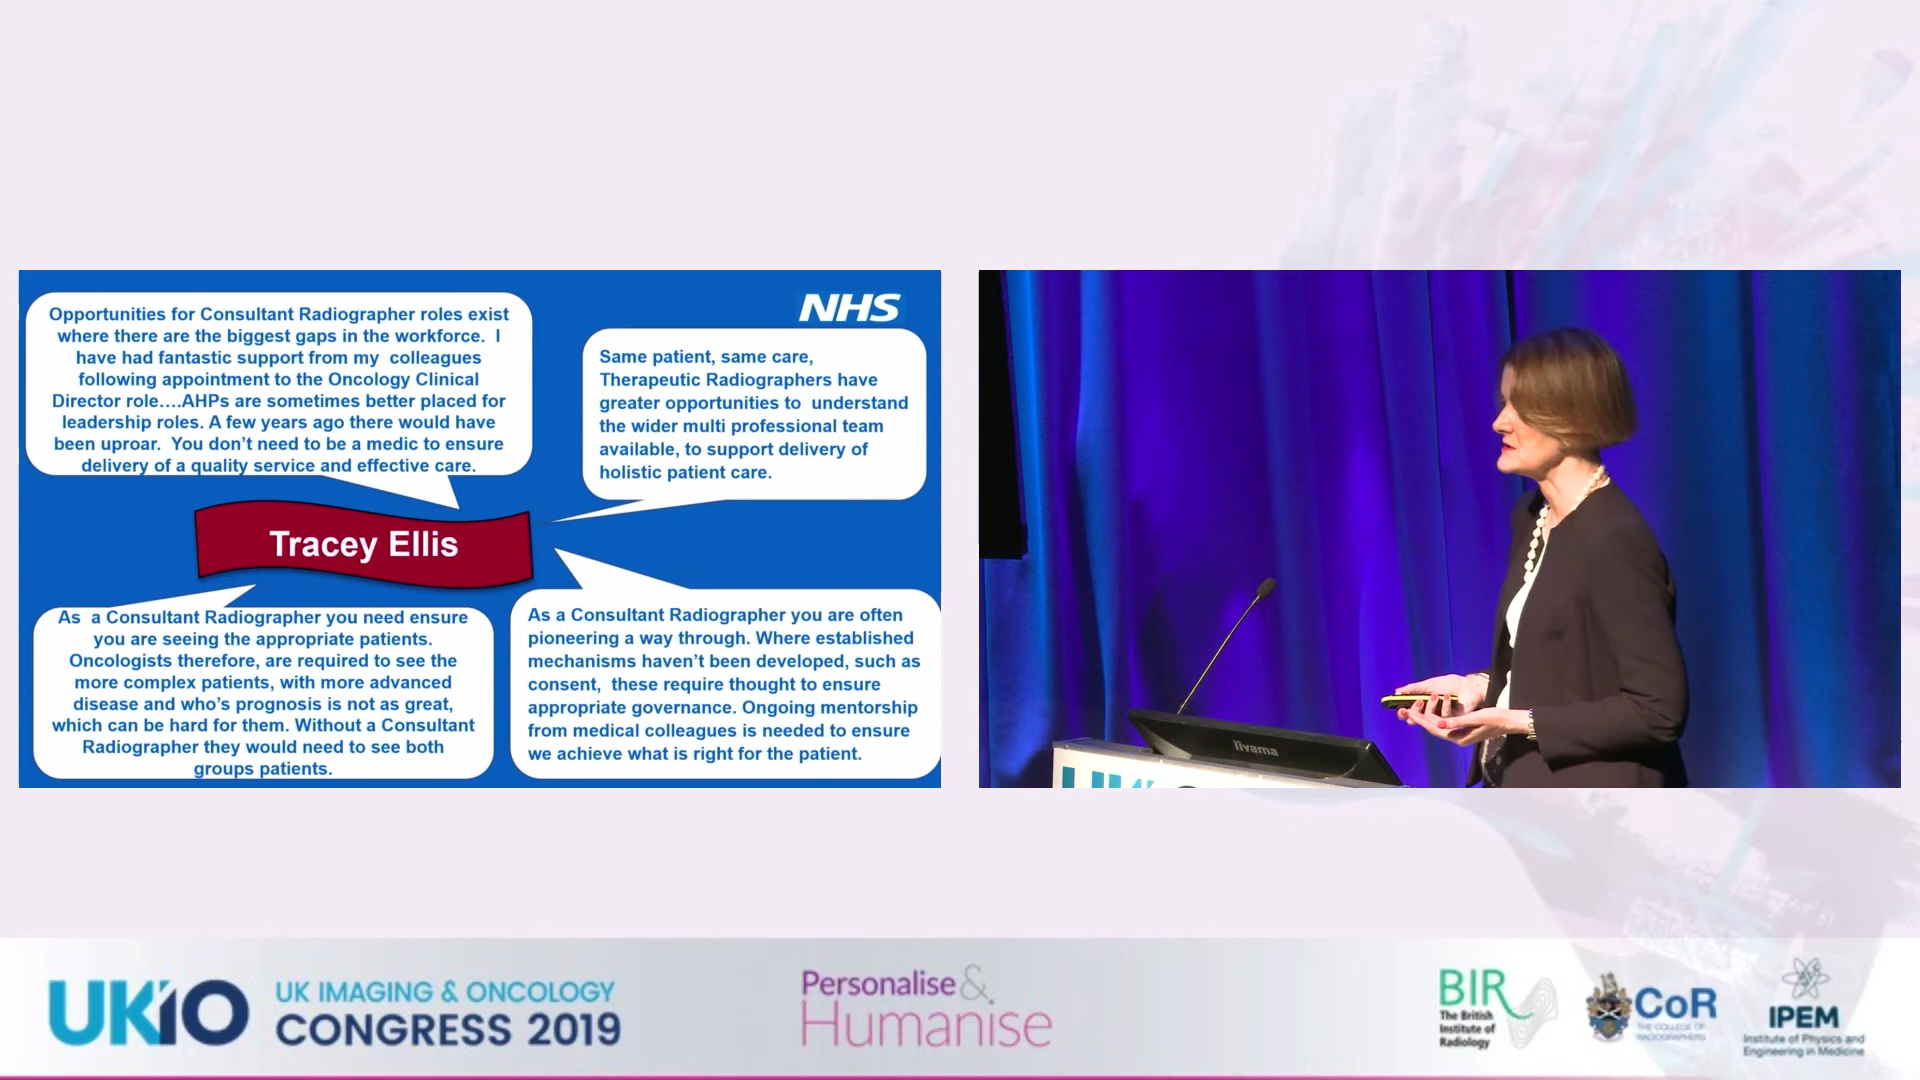 Opportunities for Consultant Radiographer roles exist
where there are the biggest gaps in the workforce. I
have had fantastic support from my colleagues
following appointment to the Oncology Clinical
Director role....AHPs are sometimes better placed for
leadership roles. A few years ago there would have
been uproar. You don't need to be a medic to ensure
delivery of a quality service and effective care.
NHS
Same patient, same care,
Therapeutic Radiographers have
greater opportunities to understand
the wider multi professional team
available, to support delivery of
holistic patient care.
Tracey Ellis
As a Consultant Radiographer you need ensure
you are seeing the appropriate patients.
Oncologists therefore, are required to see the
more complex patients, with more advanced
disease and who's prognosis is not as great,
which can be hard for them. Without a Consultant
Radiographer they would need to see both
groups patients.
As a Consultant Radiographer you are often
pioneering a way through. Where established
mechanisms haven't been developed, such as
consent, these require thought to ensure
appropriate governance. Ongoing mentorship
from medical colleagues is needed to ensure
we achieve what is right for the patient.
iiyama
UKIO
UK IMAGING & ONCOLOGY
CONGRESS 2019
Personalise &
Humanise
BIR
The British
Institute of
Radiology
CoR
THE COLLEGE OF
RADIOGRAPHERS
IPEM
Institute of Physics and
Engineering in Medicine